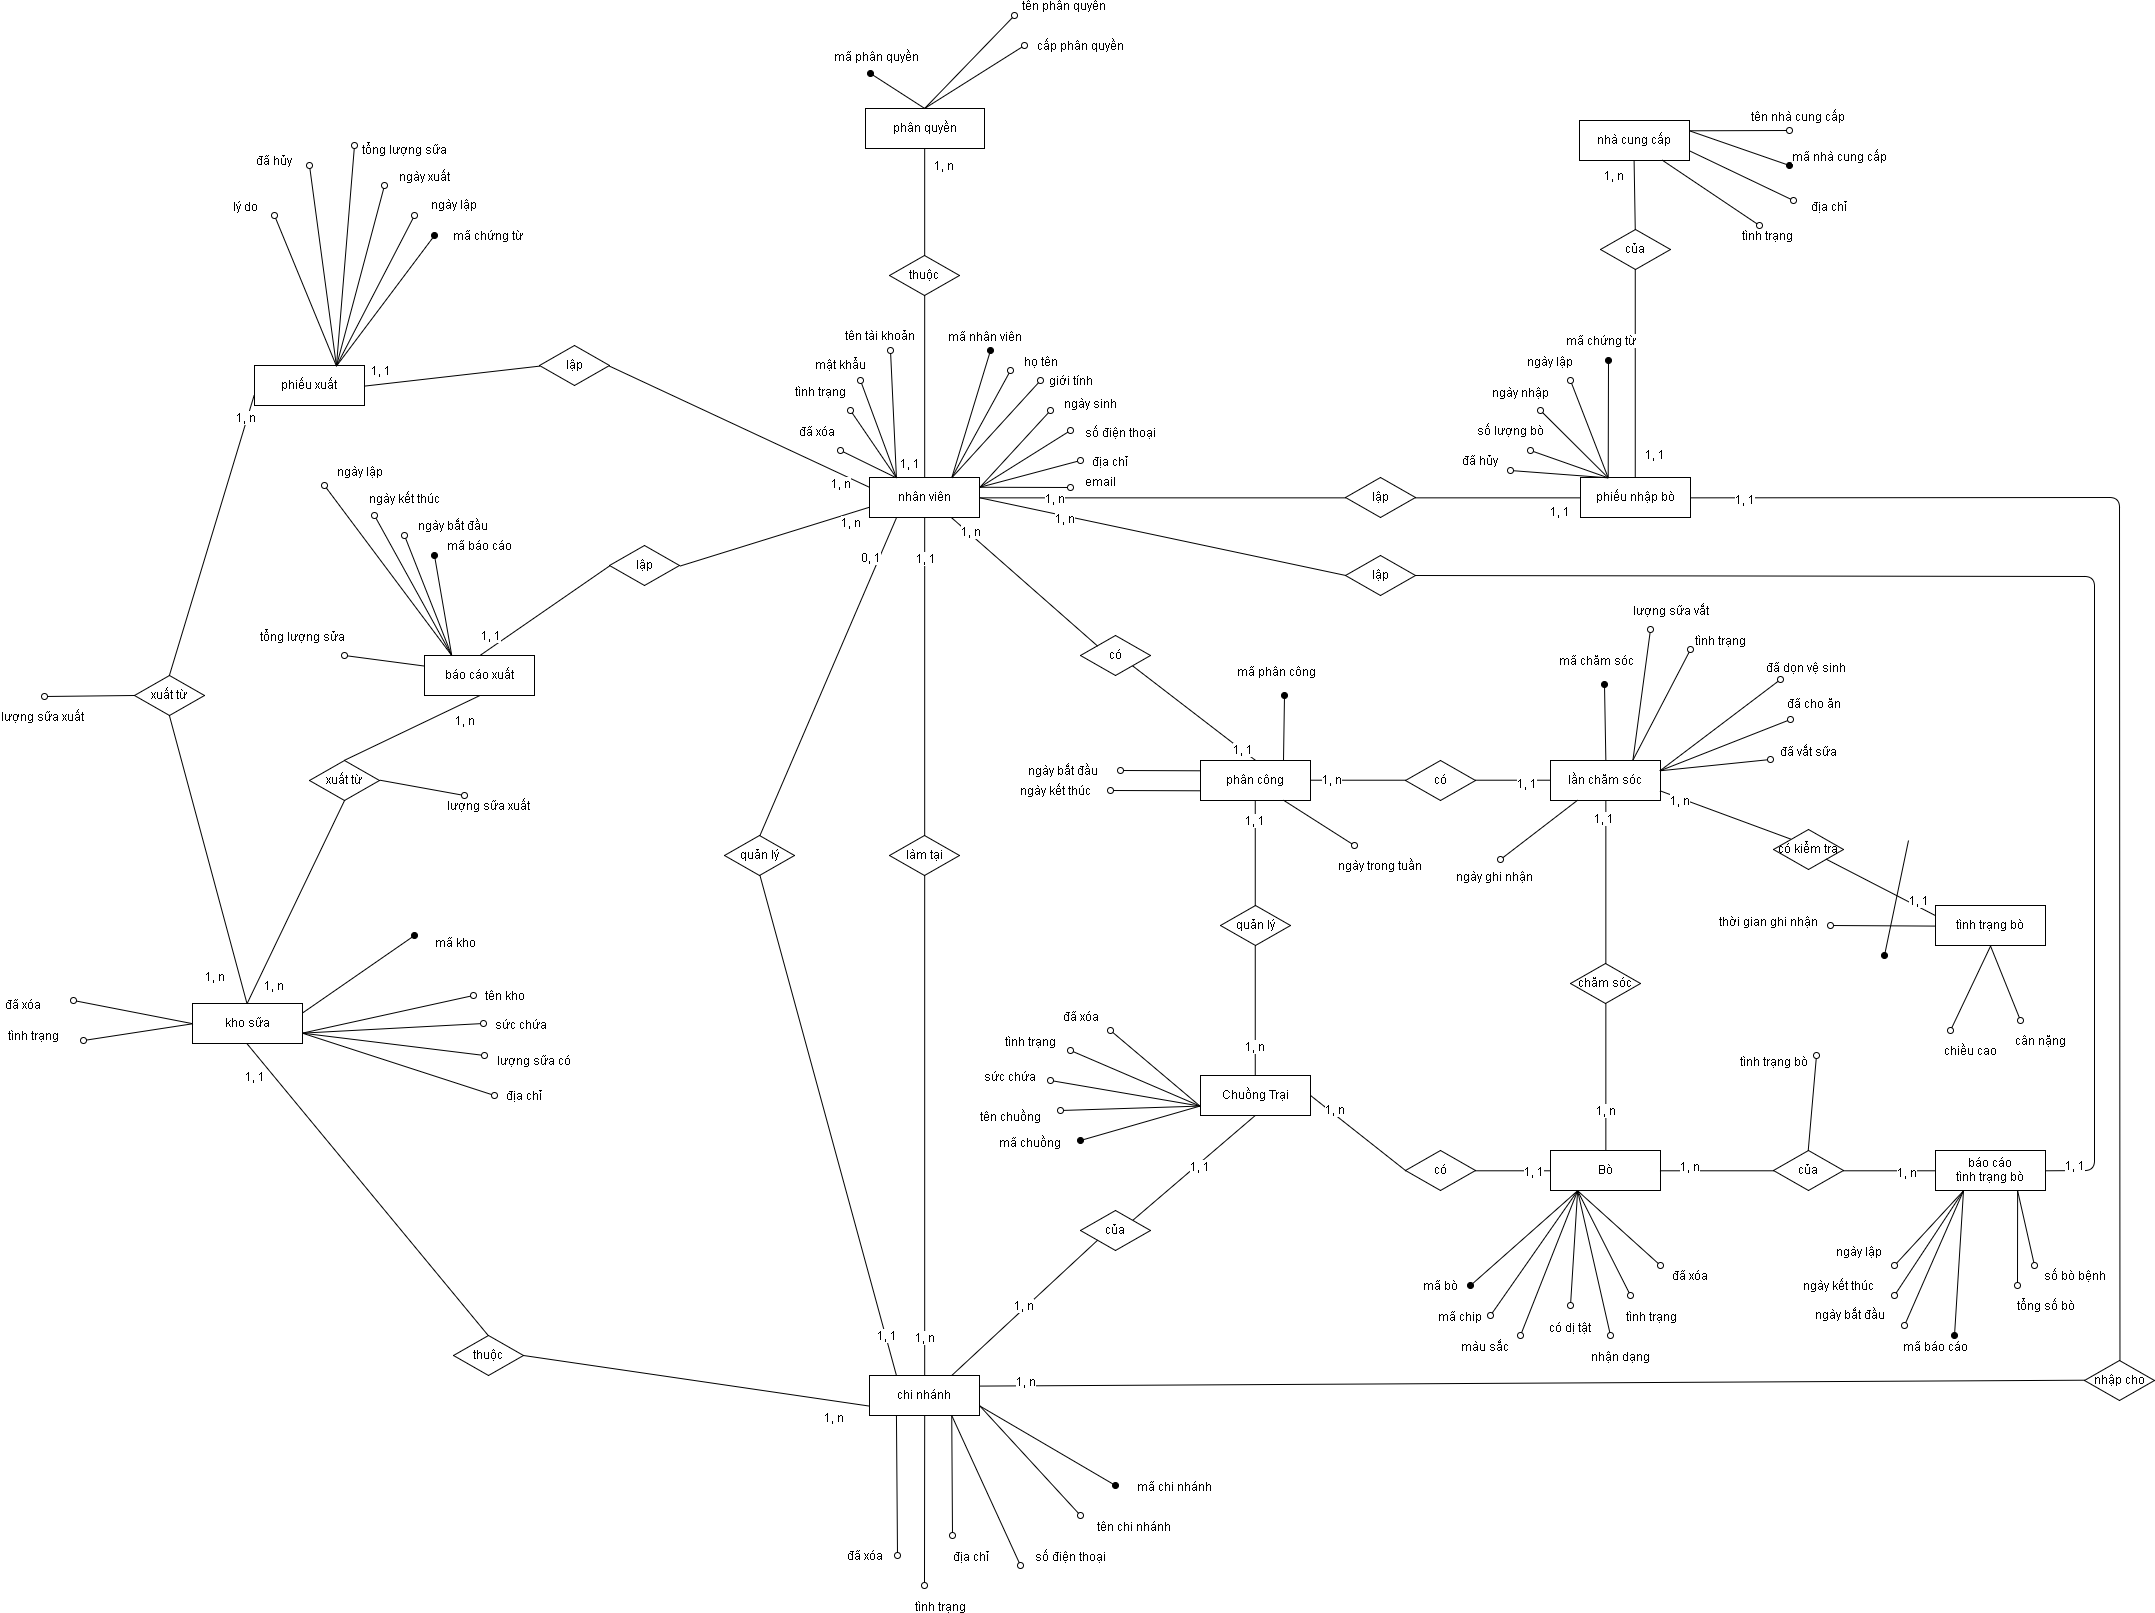 tên phân quyền
cấp phân quyền
mã phân quyền
phân quyền
1, n
thuộc
tên nhà cung cấp
nhà cung cấp
mã nhà cung cấp
1, n
địa chỉ
tình trạng
của
đã hủy
tổng lượng sữa
ngày xuất
lý do
ngày lập
mã chứng từ
phiếu xuất
1, 1
lập
1, n
tên tài khoản
mã nhân viên
mật khẩu
họ tên
tình trạng
giới tính
ngày sinh
đã xóa
số điện thoại
1, 1
địa chỉ
email
1, n
nhân viên
1, n
1, n
1, n
1, n
0, 1
1, 1
mã chứng từ
ngày lập
ngày nhập
số lượng bò
đã hủy
1, 1
lập
phiếu nhập bò
1, 1
1, 1
lập
ngày lập
ngày kết thúc
ngày bắt đầu
mã báo cáo
lập
1, 1
tổng lượng sửa
báo cáo xuất
1, n
xuất từ
lượng sữa xuất
xuất từ
lượng sữa xuất
có
mã phân công
1, 1
ngày bắt đầu
phân công
1, n
ngày kết thúc
1, 1
ngày trong tuần
có
1, 1
lượng sữa vắt
tình trạng
mã chăm sóc
đã dọn vệ sinh
đã cho ăn
đã vắt sữa
lần chăm sóc
1, n
1, 1
ngày ghi nhận
có kiểm tra
1, 1
thời gian ghi nhận
tình trạng bò
chiều cao
cân nặng
quản lý
làm tại
quản lý
chăm sóc
1, n
1, n
mã kho
đã xóa
tên kho
kho sữa
sức chứa
tình trạng
lượng sữa có
1, 1
địa chỉ
đã xóa
tình trạng
1, n
sức chứa
Chuồng Trại
tên chuồng
mã chuồng
1, n
1, 1
có
1, 1
1, n
Bò
1, n
tình trạng bò
của
1, n
báo cáo
tình trạng bò
1, 1
của
1, n
mã bò
mã chip
màu sắc
có dị tật
nhận dạng
tình trạng
đã xóa
ngày lập
ngày kết thúc
ngày bắt đầu
mã báo cáo
số bò bệnh
tổng số bò
thuộc
1, 1
1, n
1, n
chi nhánh
1, n
nhập cho
mã chi nhánh
tên chi nhánh
đã xóa
địa chỉ
số điện thoại
tình trạng